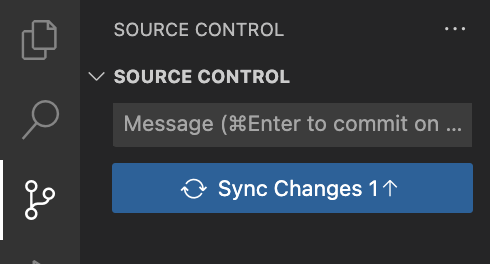 SOURCE CONTROL ...
SOURCE CONTROL
Message (⌘Enter to commit on ...
Sync Changes 1↑